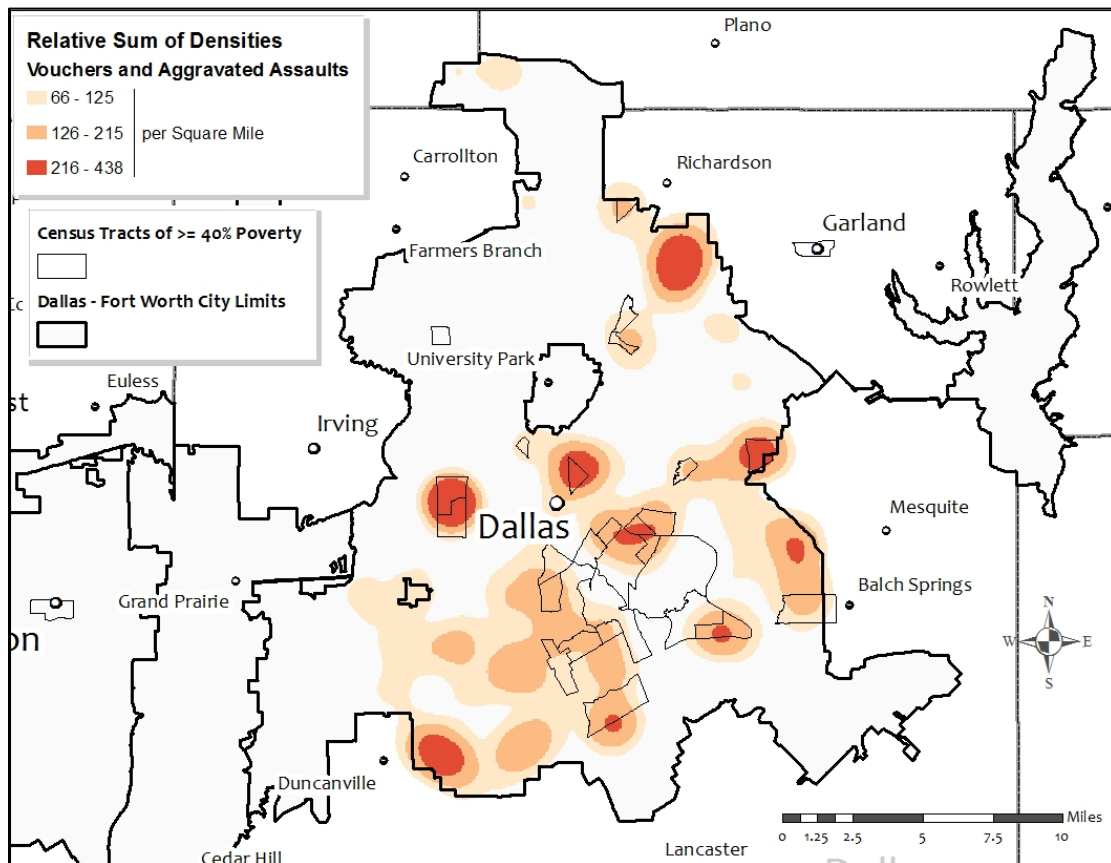 Relative Sum of Densities
Vouchers and Aggravated Assaults
66 - 125
126 - 215
per Square Mile
216 - 438
Census Tracts of >= 40% Poverty
Dallas - Fort Worth City Limits
Plano
Carrollton
Richardson
Garland
Farmers Branch
Rowlett
University Park
Euless
st
Irving
Mesquite
Dallas
Balch Springs
Grand Prairie
on
N
W
E
S
Duncanville
Miles
0
1.25
2.5
5
7.5
10
Cedar Hill
Lancaster